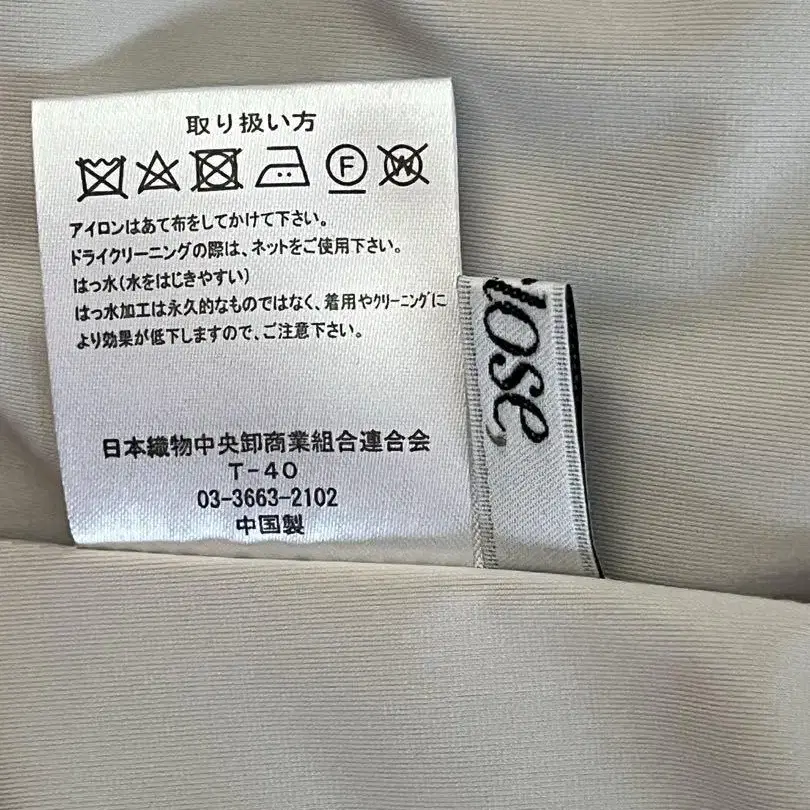 取り扱い方
F W
アイロンはあて布をしてかけて下さい。
ドライクリーニングの際は、ネットをご使用下さい。
はっ水(水をはじきやすい)
はっ水加工は永久的なものではなく、着用やクリーニングに
より効果が低下しますので、ご注意下さい。
日本織物中央卸商業組合連合会
T-40
03-3663-2102
中国製
lose,